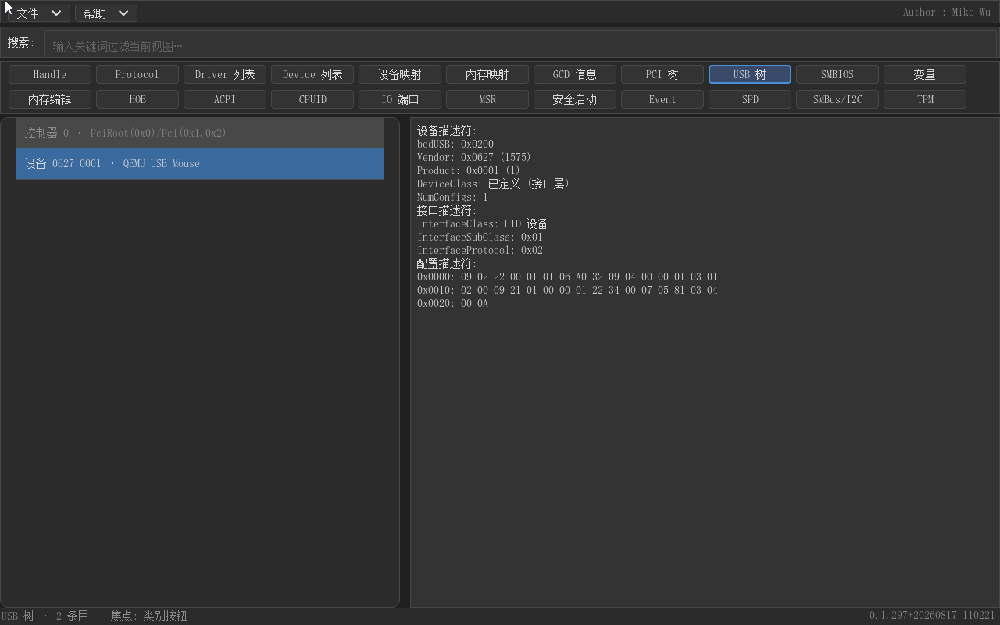 文件 帮助 Author : Mike Wu
搜索: 输入关键词过滤当前视图…
Handle Protocol Driver 列表 Device 列表 设备映射 内存映射 GCD 信息 PCI 树 USB 树 SMBIOS 变量
内存编辑 HOB ACPI CPUID IO 端口 MSR 安全启动 Event SPD SMBus/I2C TPM
控制器 0 · PciRoot(0x0)/Pci(0x1,0x2)
设备 0627:0001 · QEMU USB Mouse
设备描述符:
bcdUSB: 0x0200
Vendor: 0x0627 (1575)
Product: 0x0001 (1)
DeviceClass: 已定义 (接口层)
NumConfigs: 1
接口描述符:
InterfaceClass: HID 设备
InterfaceSubClass: 0x01
InterfaceProtocol: 0x02
配置描述符:
0x0000: 09 02 22 00 01 01 06 A0 32 09 04 00 00 01 03 01
0x0010: 02 00 09 21 01 00 00 01 22 34 00 07 05 81 03 04
0x0020: 00 0A
USB 树 · 2 条目 焦点: 类别按钮 0.1.297+20260817_110221